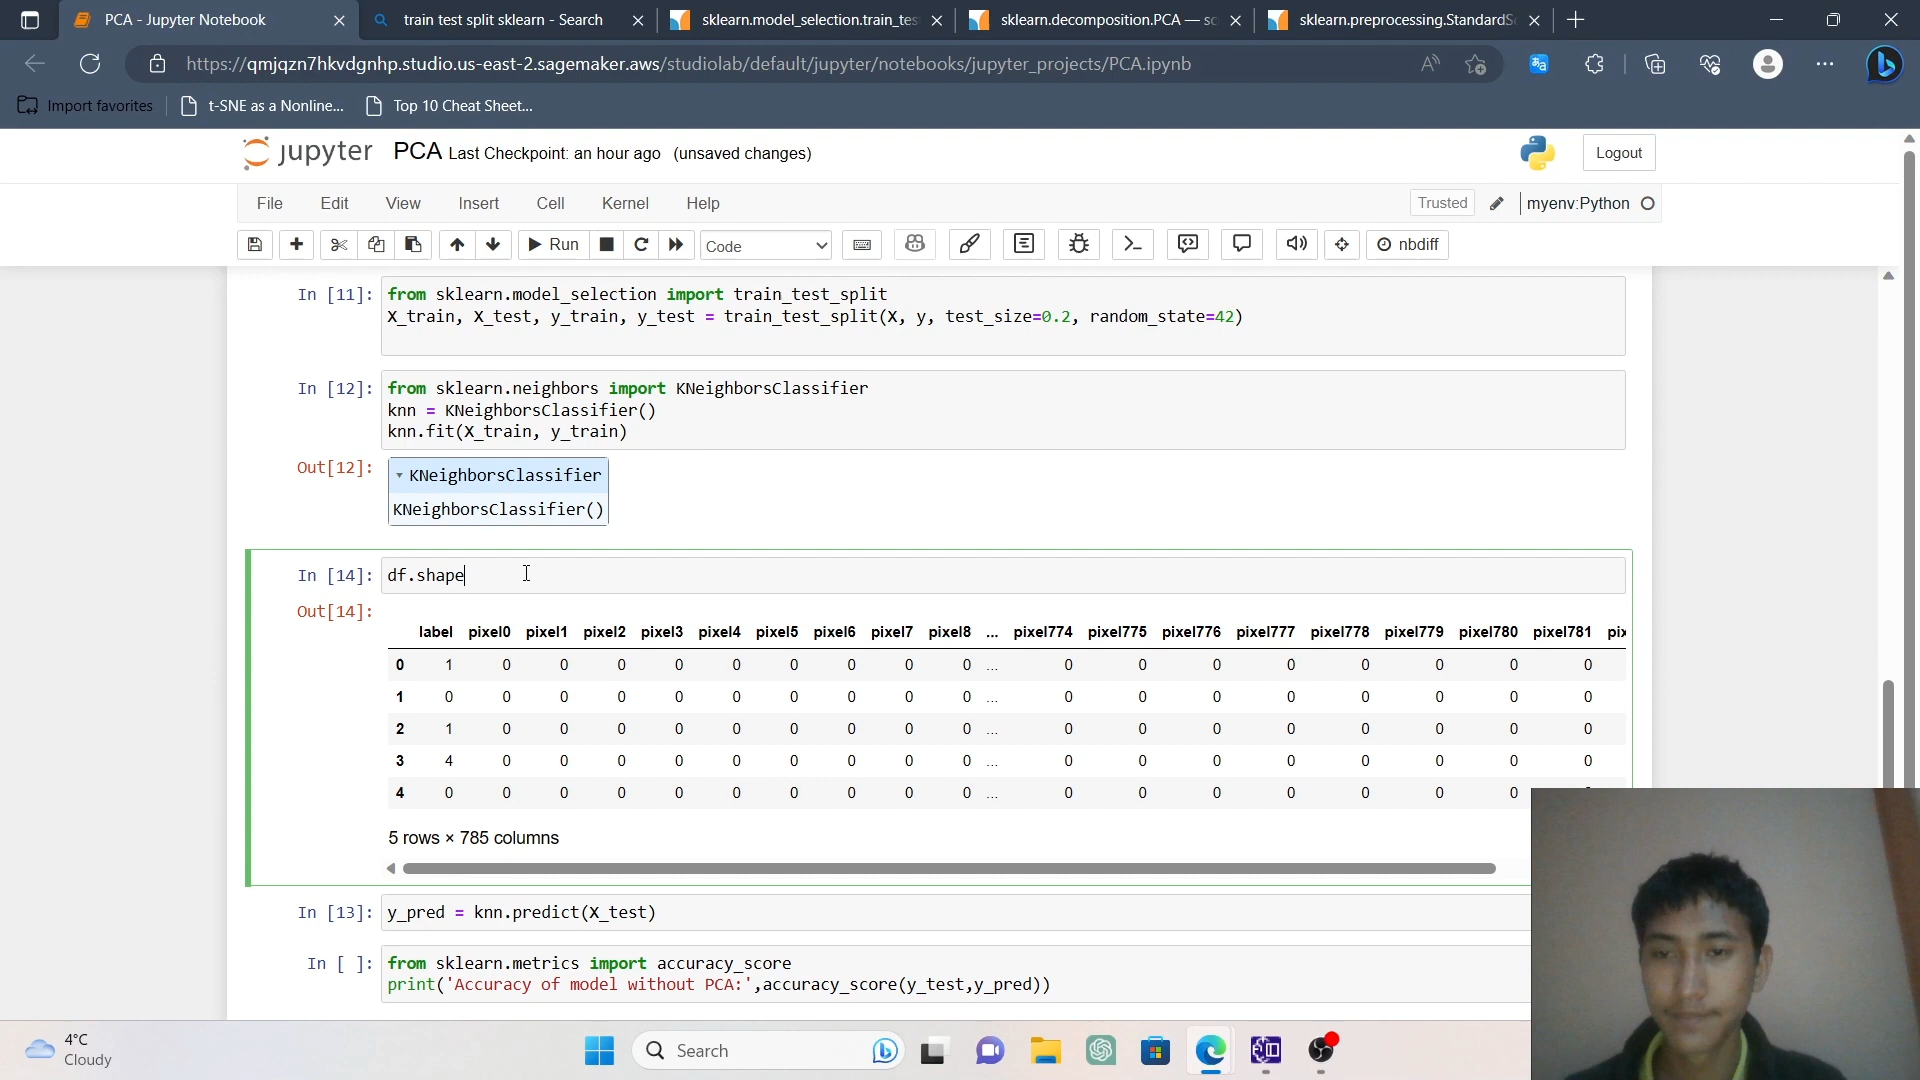 PCA - Jupyter Notebook
train test split sklearn - Search
sklearn.model_selection.train_tes
sklearn.decomposition.PCA — sc
sklearn.preprocessing.StandardSc
https://qmjqzn7hkvdgnhp.studio.us-east-2.sagemaker.aws/studiolab/default/jupyter/notebooks/jupyter_projects/PCA.ipynb
Import favorites
t-SNE as a Nonline...
Top 10 Cheat Sheet...
jupyter PCA Last Checkpoint: an hour ago (unsaved changes)
Logout
File Edit View Insert Cell Kernel Help
Trusted
myenv:Python
Run
Code
nbdiff
In [11]: from sklearn.model_selection import train_test_split
X_train, X_test, y_train, y_test = train_test_split(X, y, test_size=0.2, random_state=42)
In [12]: from sklearn.neighbors import KNeighborsClassifier
knn = KNeighborsClassifier()
knn.fit(X_train, y_train)
Out[12]: KNeighborsClassifier
KNeighborsClassifier()
In [14]: df.shape
Out[14]:
label pixel0 pixel1 pixel2 pixel3 pixel4 pixel5 pixel6 pixel7 pixel8 ... pixel774 pixel775 pixel776 pixel777 pixel778 pixel779 pixel780 pixel781 pix
0 1 0 0 0 0 0 0 0 0 0 ... 0 0 0 0 0 0 0 0
1 0 0 0 0 0 0 0 0 0 0 ... 0 0 0 0 0 0 0 0
2 1 0 0 0 0 0 0 0 0 0 ... 0 0 0 0 0 0 0 0
3 4 0 0 0 0 0 0 0 0 0 ... 0 0 0 0 0 0 0 0
4 0 0 0 0 0 0 0 0 0 0 ... 0 0 0 0 0 0 0
5 rows × 785 columns
In [13]: y_pred = knn.predict(X_test)
In [ ]: from sklearn.metrics import accuracy_score
print('Accuracy of model without PCA:',accuracy_score(y_test,y_pred))
4°C
Cloudy
Search